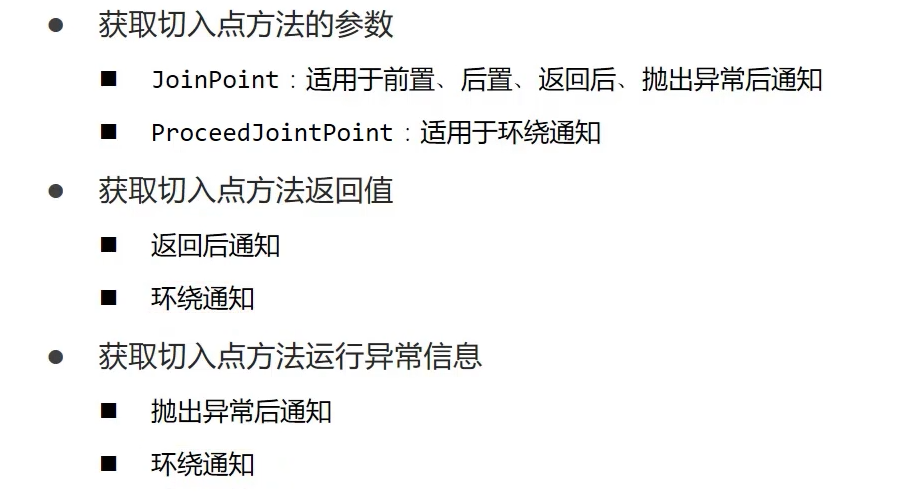 ● 获取切入点方法的参数
■ JoinPoint：适用于前置、后置、返回后、抛出异常后通知
■ ProceedJointPoint：适用于环绕通知
● 获取切入点方法返回值
■ 返回后通知
■ 环绕通知
● 获取切入点方法运行异常信息
■ 抛出异常后通知
■ 环绕通知